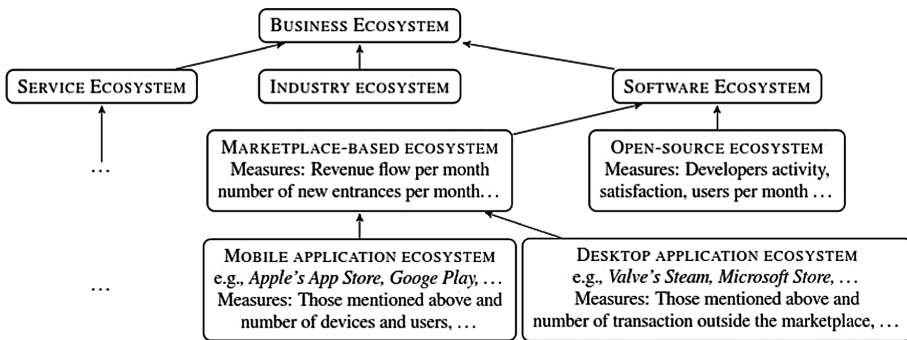 BUSINESS ECOSYSTEM
SERVICE ECOSYSTEM
INDUSTRY ECOSYSTEM
SOFTWARE ECOSYSTEM
MARKETPLACE-BASED ECOSYSTEM
Measures: Revenue flow per month
number of new entrances per month...
OPEN-SOURCE ECOSYSTEM
Measures: Developers activity,
satisfaction, users per month ...
...
MOBILE APPLICATION ECOSYSTEM
e.g., Apple's App Store, Googe Play, ...
Measures: Those mentioned above and
number of devices and users, ...
DESKTOP APPLICATION ECOSYSTEM
e.g., Valve's Steam, Microsoft Store, ...
Measures: Those mentioned above and
number of transaction outside the marketplace, ...
...